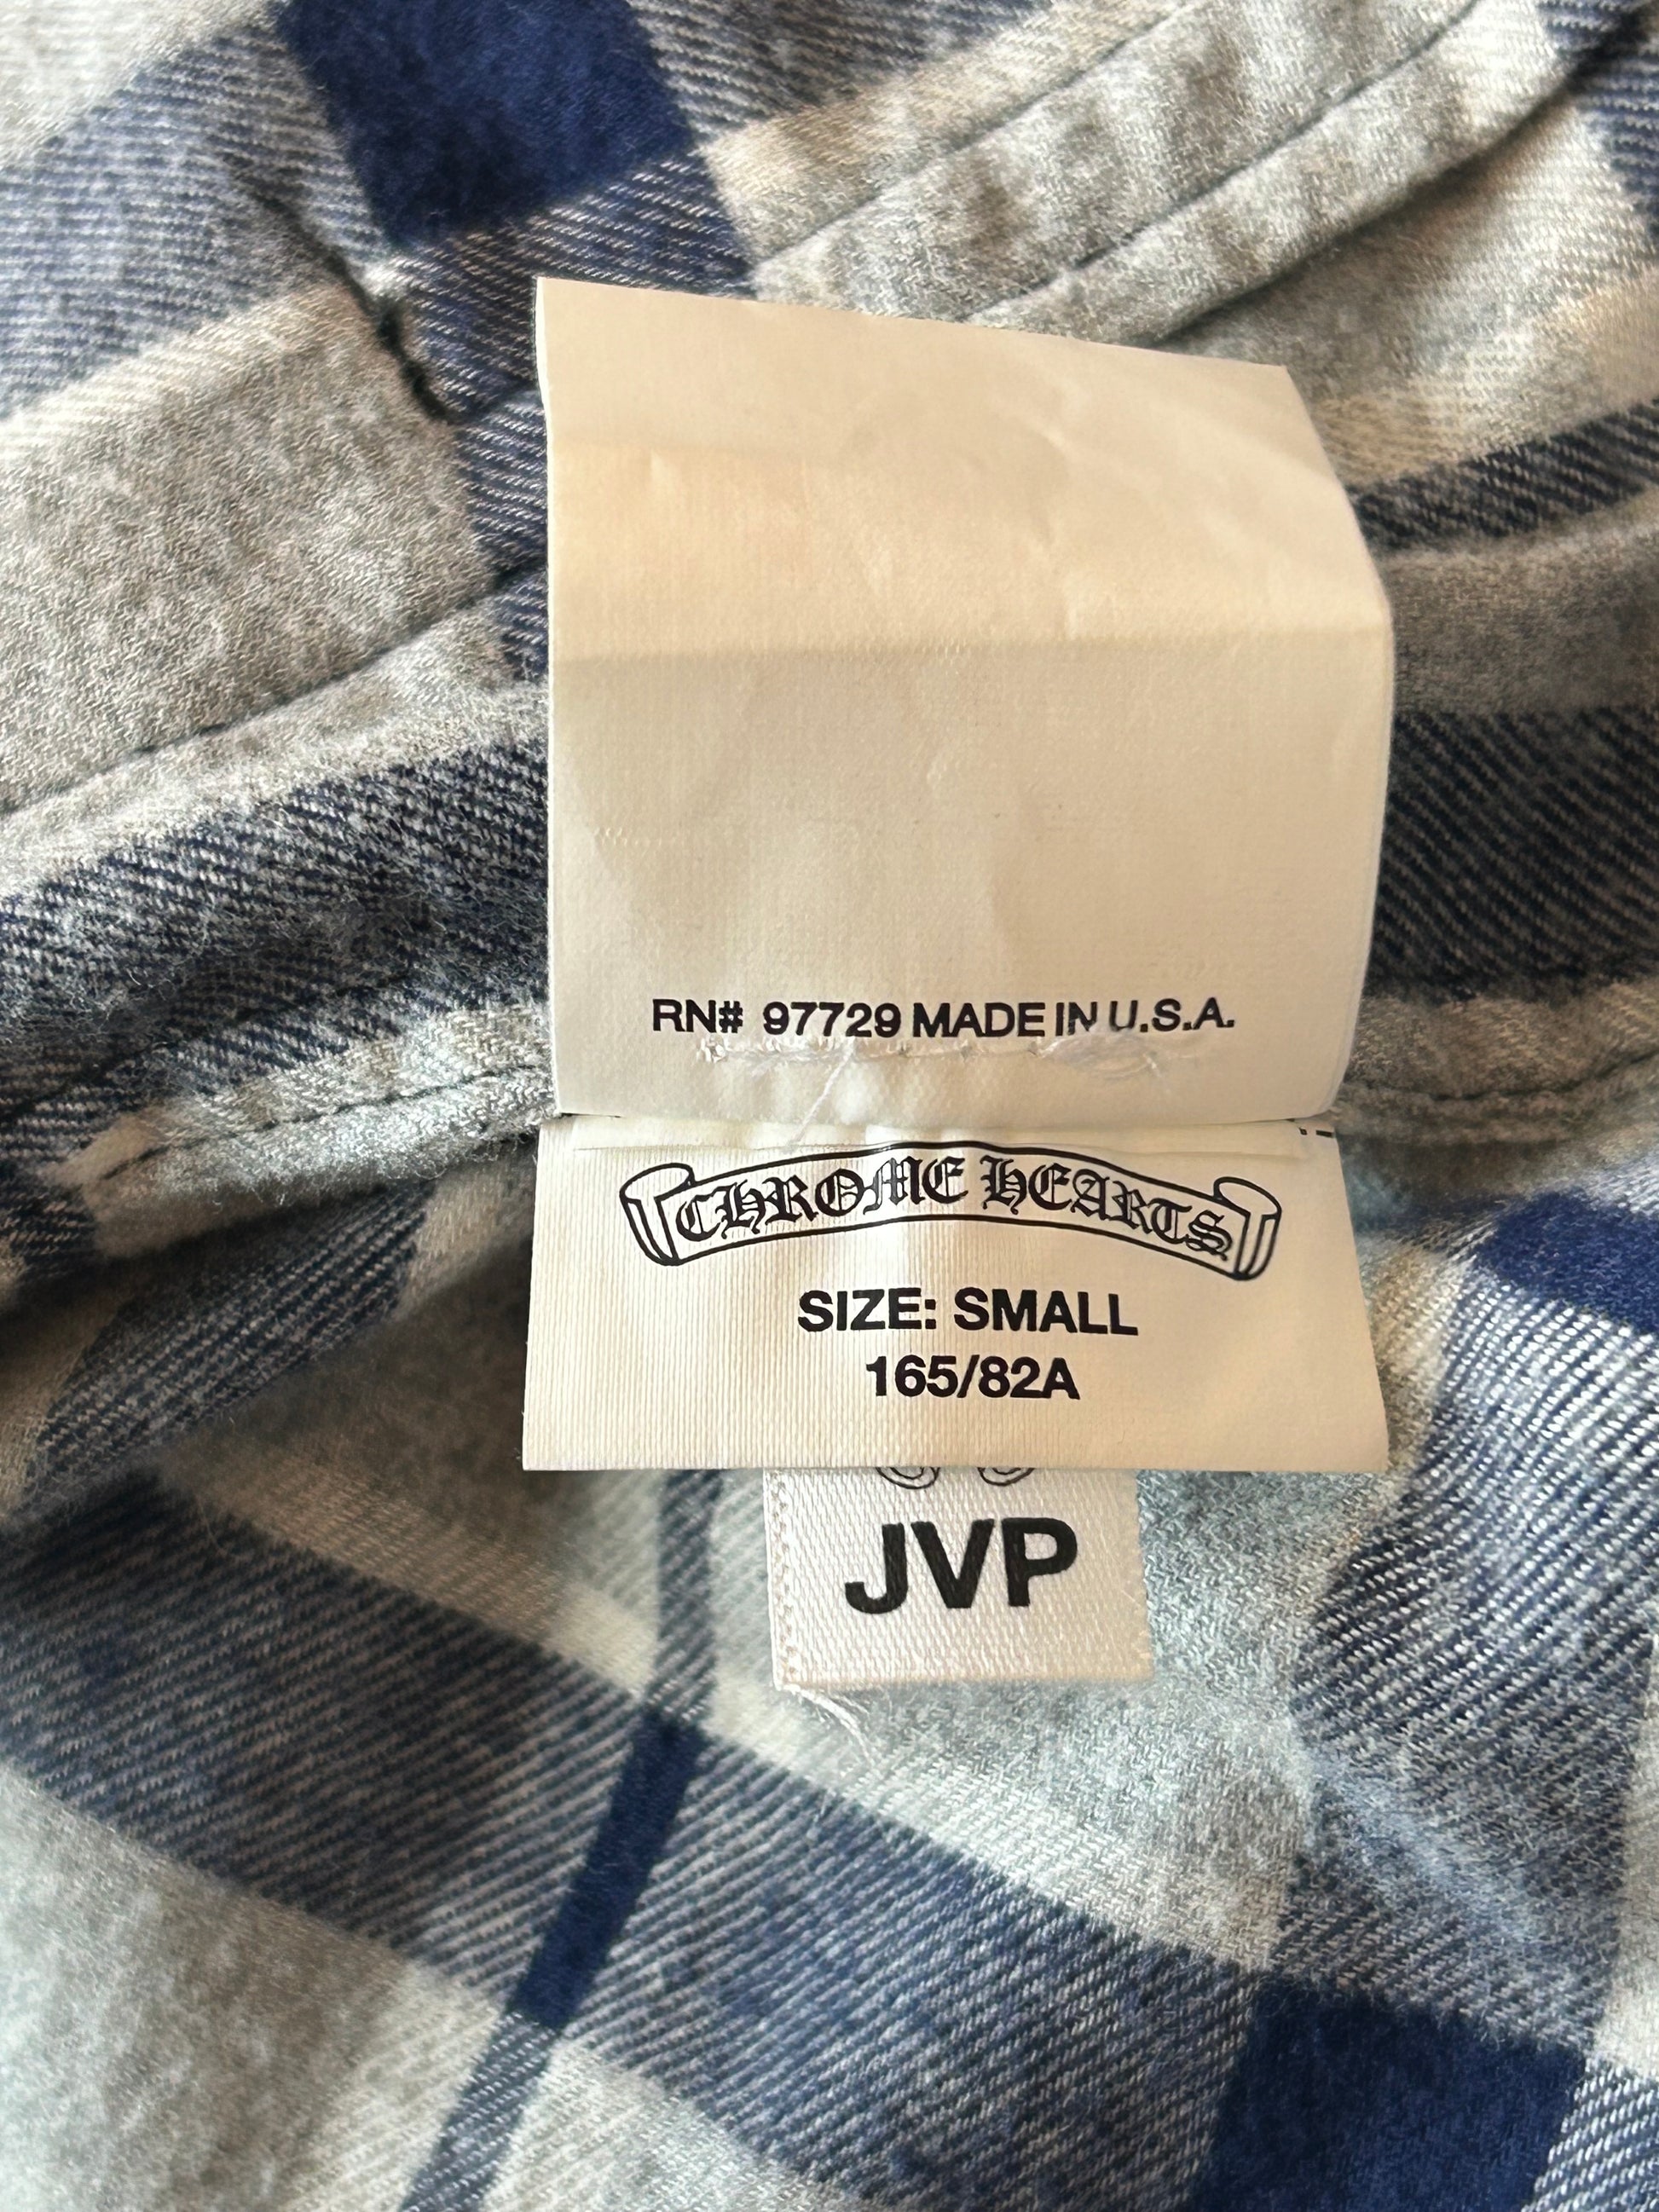 RN# 97729 MADE IN U.S.A.
CHROME HEARTS
SIZE: SMALL
165/82A
JVP